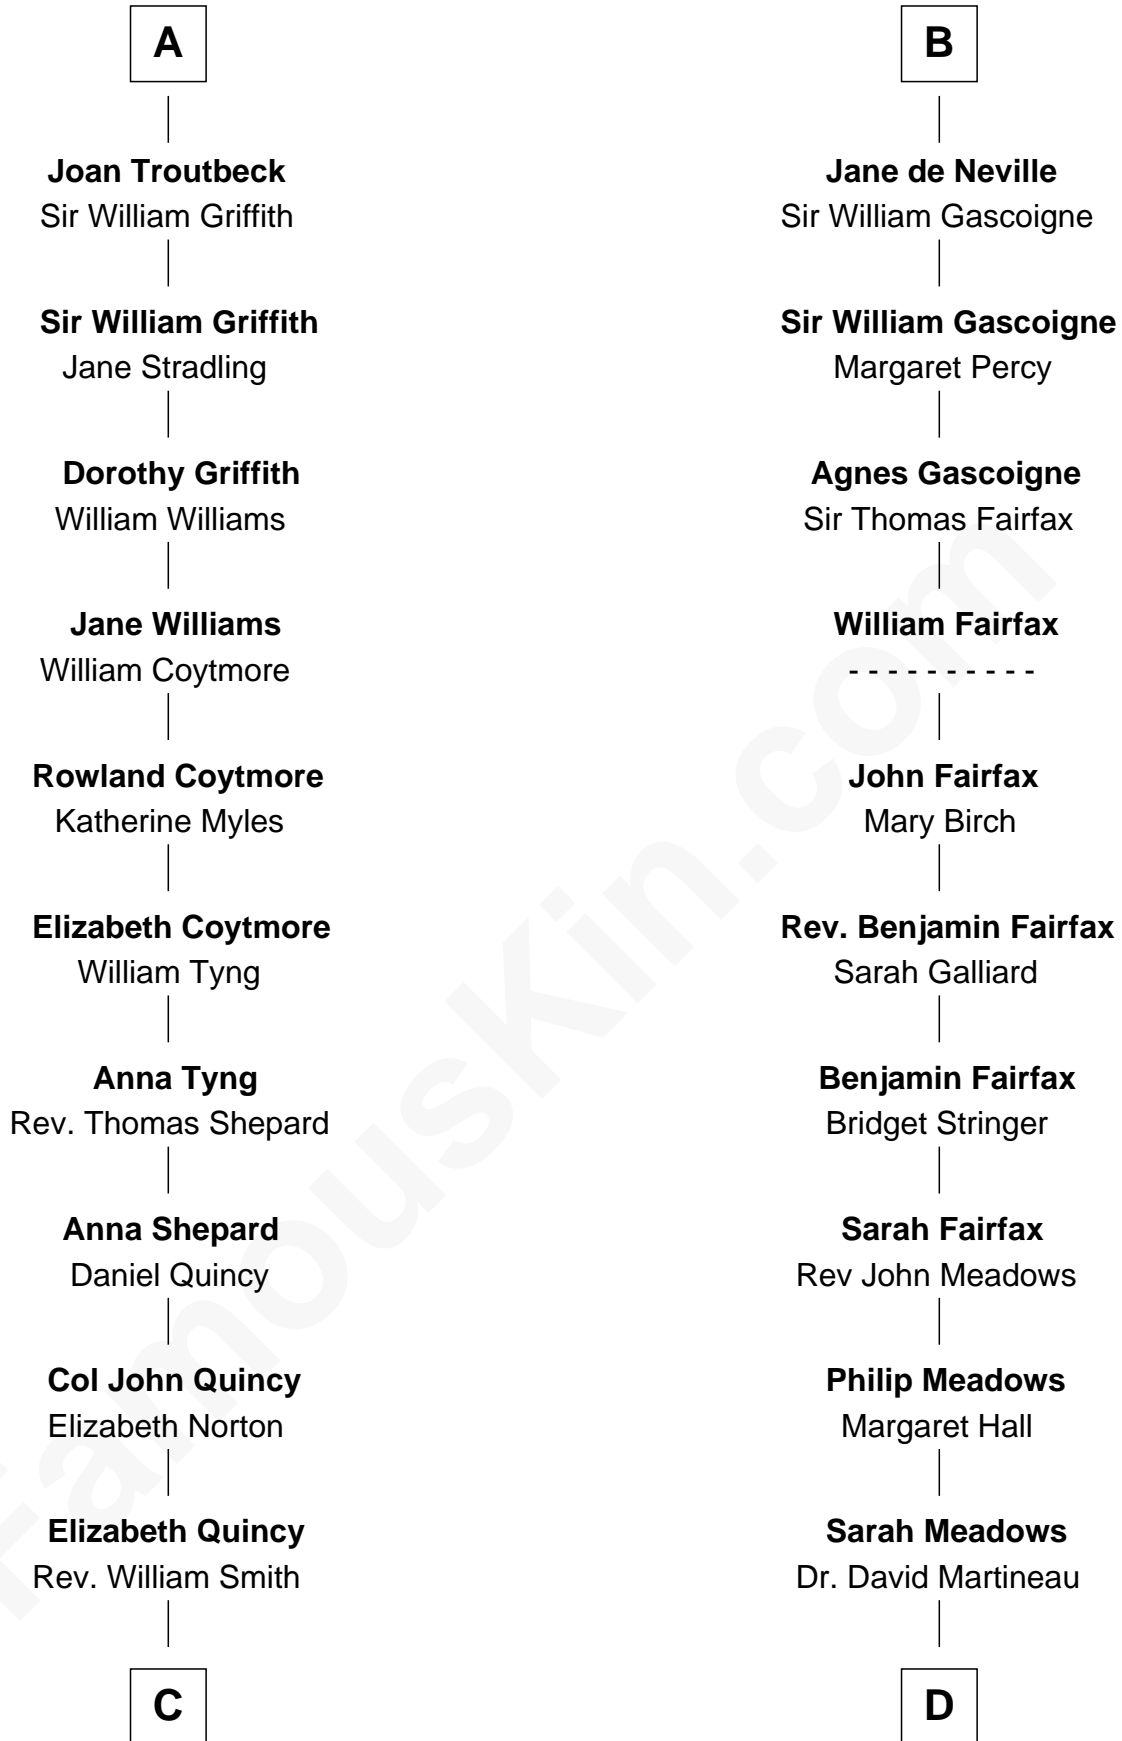 A
Joan Troutbeck
Sir William Griffith
Sir William Griffith
Jane Stradling
Dorothy Griffith
William Williams
Jane Williams
William Coytmore
Rowland Coytmore
Katherine Myles
Elizabeth Coytmore
William Tyng
Anna Tyng
Rev. Thomas Shepard
Anna Shepard
Daniel Quincy
Col John Quincy
Elizabeth Norton
Elizabeth Quincy
Rev. William Smith
C
B
Jane de Neville
Sir William Gascoigne
Sir William Gascoigne
Margaret Percy
Agnes Gascoigne
Sir Thomas Fairfax
William Fairfax
- - - - - - - - - -
John Fairfax
Mary Birch
Rev. Benjamin Fairfax
Sarah Galliard
Benjamin Fairfax
Bridget Stringer
Sarah Fairfax
Rev John Meadows
Philip Meadows
Margaret Hall
Sarah Meadows
Dr. David Martineau
D
FamousKin.com